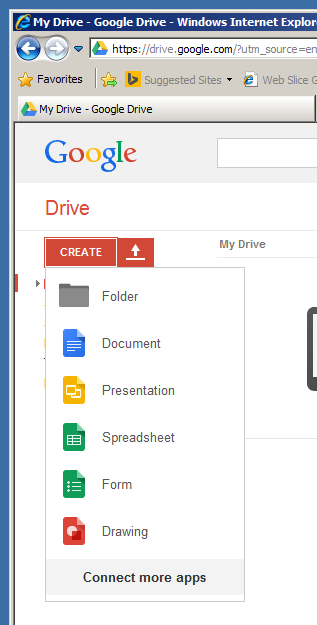 My Drive - Google Drive - Windows Internet Explor
https://drive.google.com/?utm_source=en
Favorites Suggested Sites Web Slice G
My Drive - Google Drive
Google
Drive
CREATE My Drive
Folder
Document
Presentation
Spreadsheet
Form
Drawing
Connect more apps